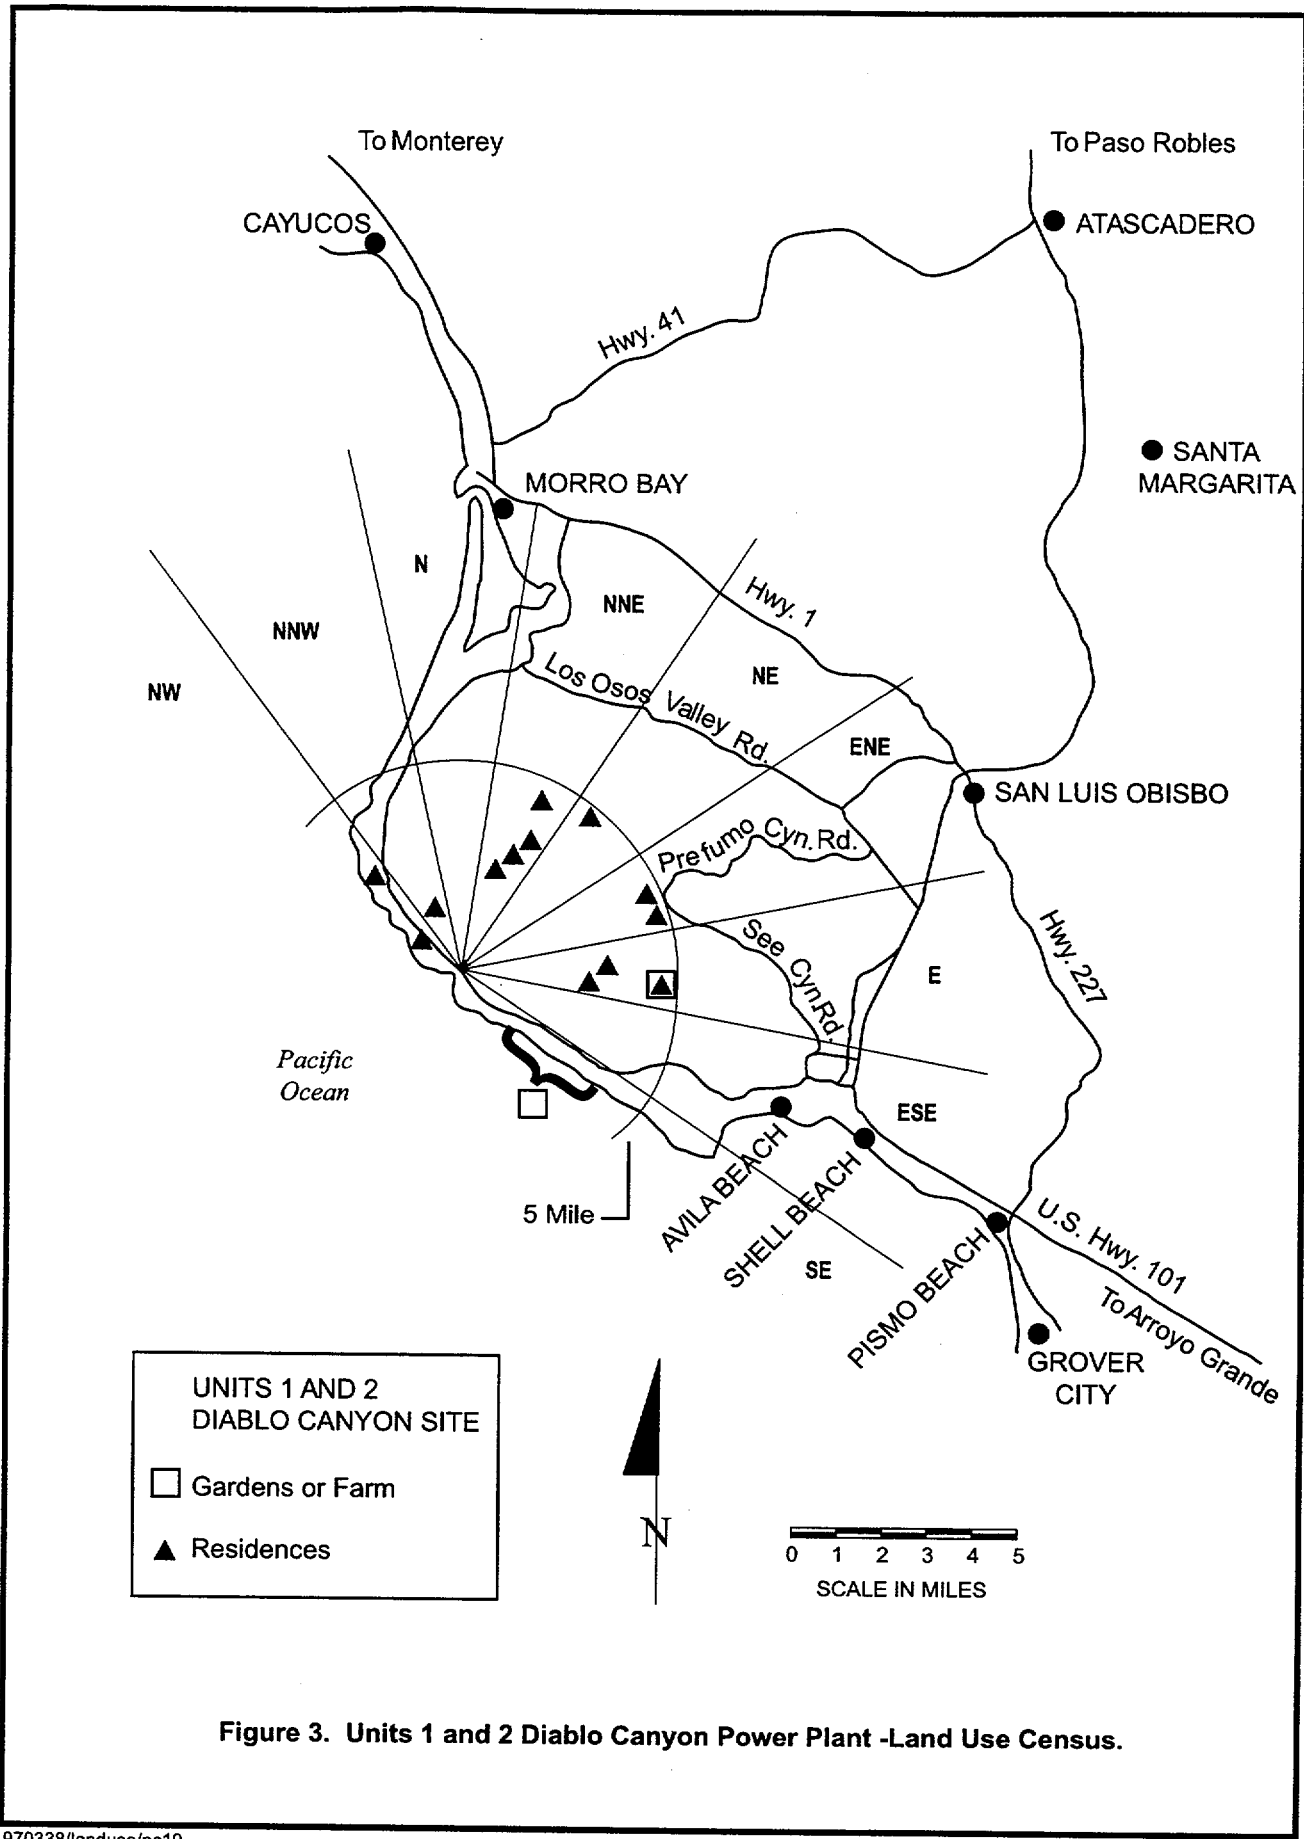 To Monterey
To Paso Robles
CAYUCOS
ATASCADERO
Hwy. 41
SANTA
MARGARITA
MORRO BAY
N
NNE
Hwy. 1
NNW
NE
NW
Los Osos Valley Rd.
ENE
SAN LUIS OBISBO
Prefumo Cyn. Rd.
See Cyn. Rd.
Hwy. 227
E
Pacific
Ocean
ESE
5 Mile
AVILA BEACH
SHELL BEACH
PISMO BEACH
SE
U.S. Hwy. 101
To Arroyo Grande
GROVER
CITY
UNITS 1 AND 2
DIABLO CANYON SITE
Gardens or Farm
Residences
N
0 1 2 3 4 5
SCALE IN MILES
Figure 3. Units 1 and 2 Diablo Canyon Power Plant -Land Use Census.